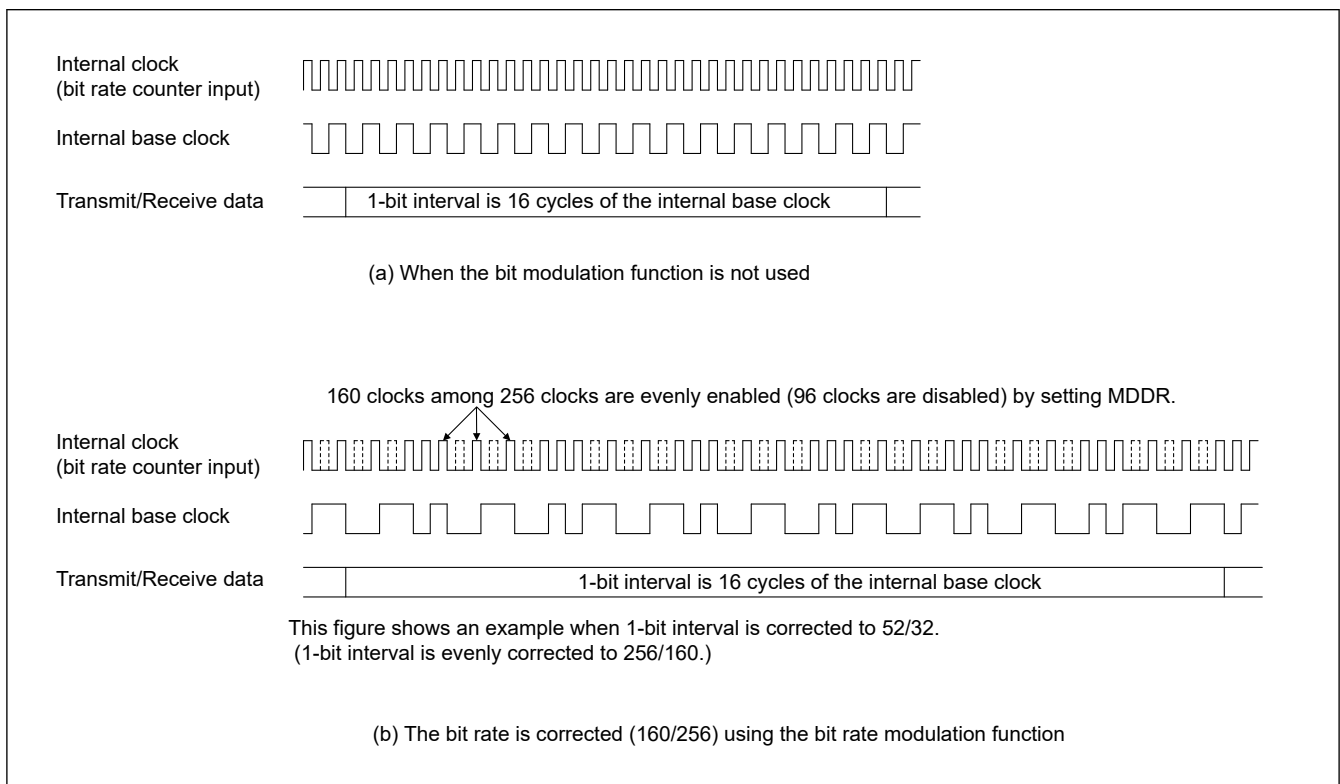 Internal clock
(bit rate counter input)
Internal base clock
Transmit/Receive data
1-bit interval is 16 cycles of the internal base clock
(a) When the bit modulation function is not used
160 clocks among 256 clocks are evenly enabled (96 clocks are disabled) by setting MDDR.
Internal clock
(bit rate counter input)
Internal base clock
Transmit/Receive data
1-bit interval is 16 cycles of the internal base clock
This figure shows an example when 1-bit interval is corrected to 52/32.
(1-bit interval is evenly corrected to 256/160.)
(b) The bit rate is corrected (160/256) using the bit rate modulation function